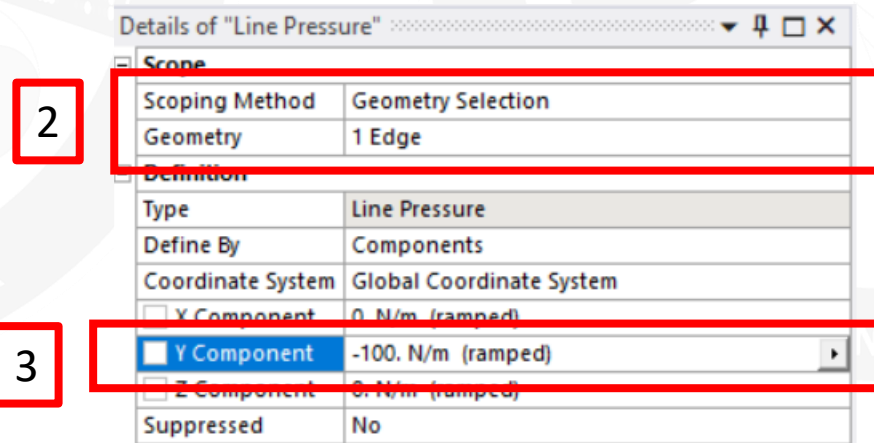 Details of "Line Pressure"
Scope
2
Scoping Method Geometry Selection
Geometry 1 Edge
Definition
Type Line Pressure
Define By Components
Coordinate System Global Coordinate System
X Component 0. N/m (ramped)
3
Y Component -100. N/m (ramped)
Z Component 0. N/m (ramped)
Suppressed No